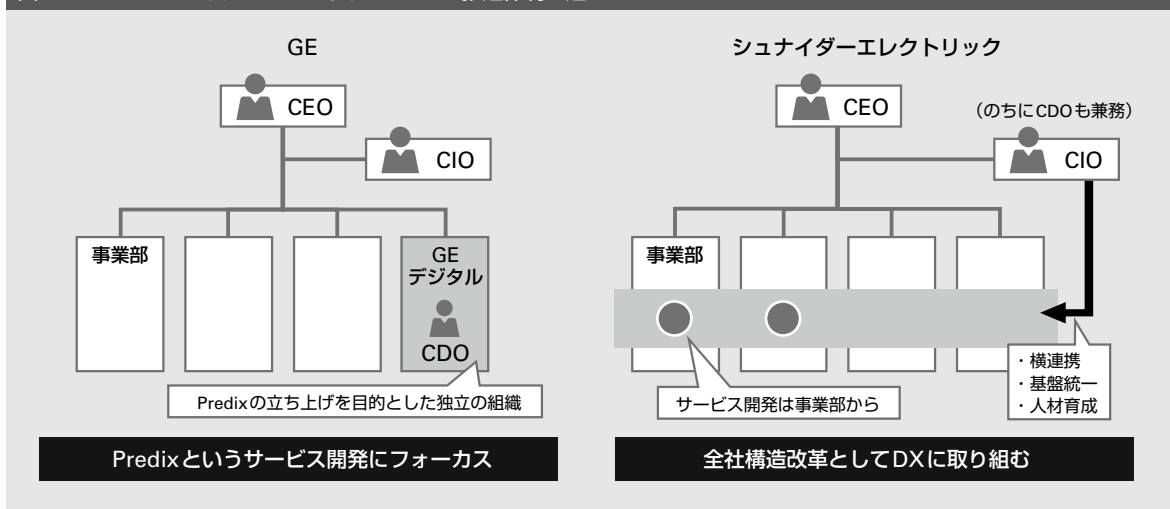 GE
CEO
CIO
事業部
GE
デジタル
CDO
Predixの立ち上げを目的とした独立の組織
Predixというサービス開発にフォーカス
シュナイダーエレクトリック
CEO
（のちにCDOも兼務）
CIO
事業部
サービス開発は事業部から
・横連携
・基盤統一
・人材育成
全社構造改革としてDXに取り組む